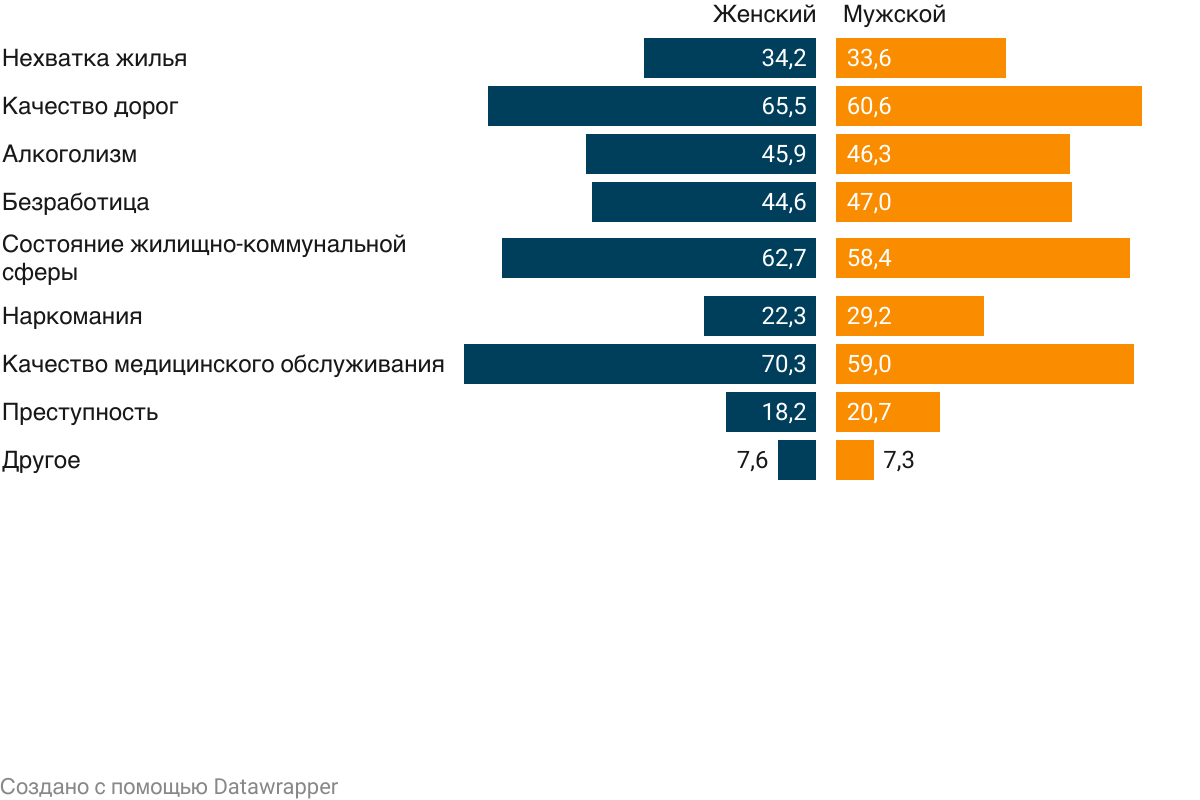 Женский Мужской
Нехватка жилья 34,2 33,6
Качество дорог 65,5 60,6
Алкоголизм 45,9 46,3
Безработица 44,6 47,0
Состояние жилищно-коммунальной
сферы 62,7 58,4
Наркомания 22,3 29,2
Качество медицинского обслуживания 70,3 59,0
Преступность 18,2 20,7
Другое 7,6 7,3
Создано с помощью Datawrapper